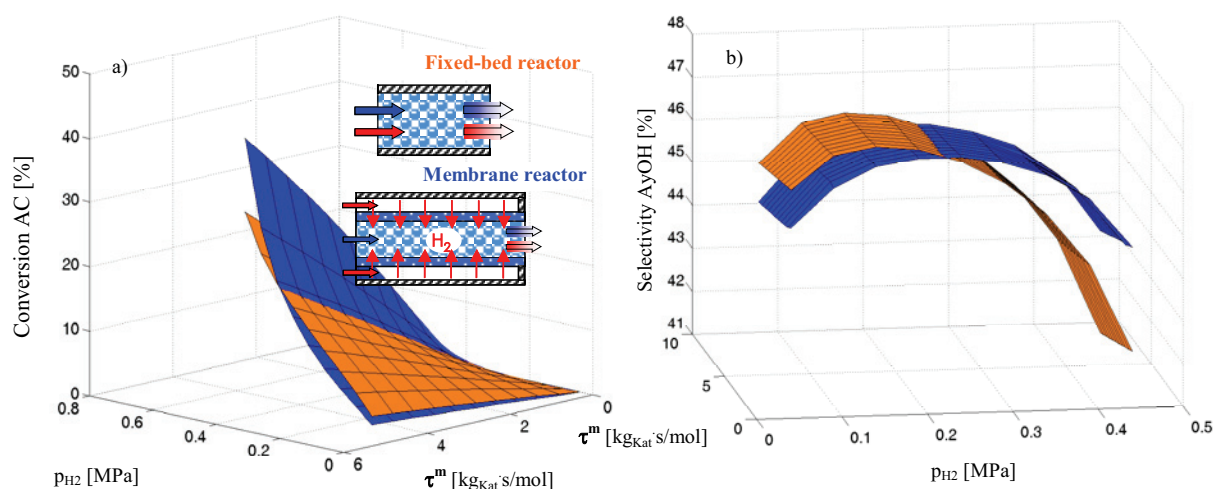 a)
Fixed-bed reactor
Membrane reactor
H2
Conversion AC [%]
50
40
30
20
10
0
0.8
0.6
0.4
0.2
0
pH2 [MPa]
6
4
2
0
τm [kgKat·s/mol]
b)
Selectivity AyOH [%]
48
47
46
45
44
43
42
41
10
5
0
τm [kgKat·s/mol]
0
0.1
0.2
0.3
0.4
0.5
pH2 [MPa]